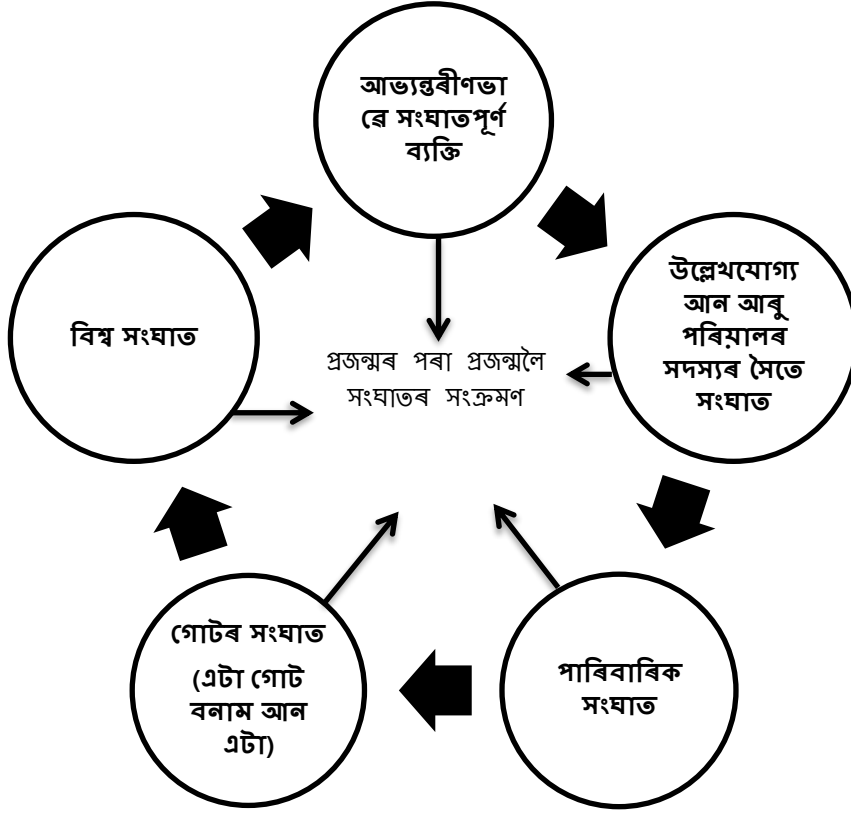 আভ্যন্তৰীণভা
ৱে সংঘাতপূৰ্ণ
ব্যক্তি
উল্লেখযোগ্য
আন আৰু
পৰিয়ালৰ
সদস্যৰ সৈতে
সংঘাত
বিশ্ব সংঘাত
প্ৰজন্মৰ পৰা প্ৰজন্মলৈ
সংঘাতৰ সংক্ৰমণ
গোটৰ সংঘাত
(এটা গোট
বনাম আন
এটা)
পাৰিবাৰিক
সংঘাত